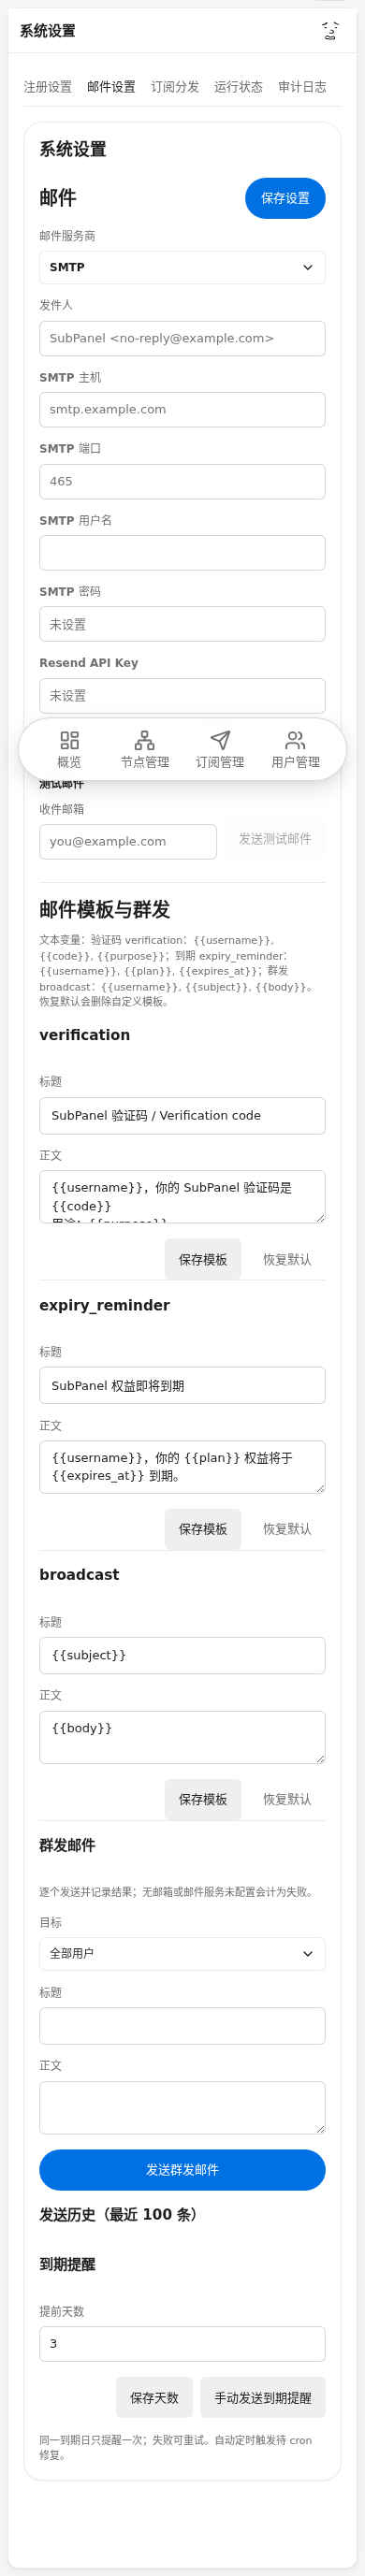 系统设置
注册设置 邮件设置 订阅分发 运行状态 审计日志
系统设置
邮件 保存设置
邮件服务商
SMTP
发件人
SubPanel <no-reply@example.com>
SMTP 主机
smtp.example.com
SMTP 端口
465
SMTP 用户名
SMTP 密码
未设置
Resend API Key
未设置
概览 节点管理 订阅管理 用户管理
测试邮件
收件邮箱
you@example.com 发送测试邮件
邮件模板与群发
文本变量：验证码 verification：{{username}},
{{code}}, {{purpose}}；到期 expiry_reminder：
{{username}}, {{plan}}, {{expires_at}}；群发
broadcast：{{username}}, {{subject}}, {{body}}。
恢复默认会删除自定义模板。
verification
标题
SubPanel 验证码 / Verification code
正文
{{username}}，你的 SubPanel 验证码是
{{code}}
用途：{{purpose}}
保存模板 恢复默认
expiry_reminder
标题
SubPanel 权益即将到期
正文
{{username}}，你的 {{plan}} 权益将于
{{expires_at}} 到期。
保存模板 恢复默认
broadcast
标题
{{subject}}
正文
{{body}}
保存模板 恢复默认
群发邮件
逐个发送并记录结果；无邮箱或邮件服务未配置会计为失败。
目标
全部用户
标题
正文
发送群发邮件
发送历史（最近 100 条）
到期提醒
提前天数
3
保存天数 手动发送到期提醒
同一到期日只提醒一次；失败可重试。自动定时触发待 cron
修复。